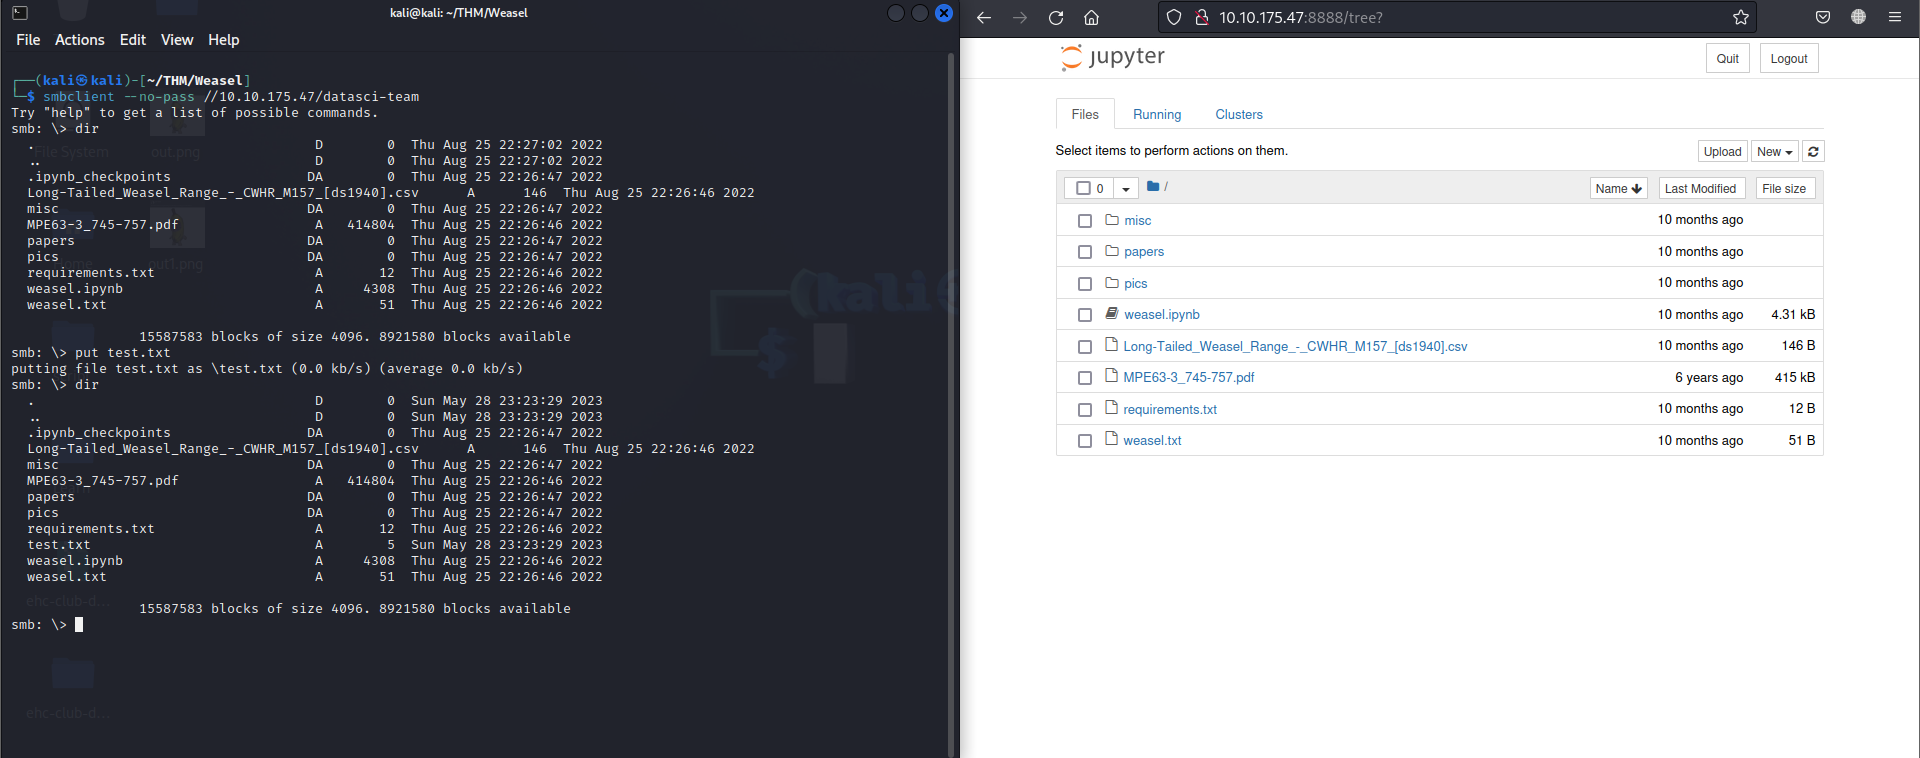 kali@kali: ~/THM/Weasel
File Actions Edit View Help
┌──(kali㉿kali)-[~/THM/Weasel]
└─$ smbclient --no-pass //10.10.175.47/datasci-team
Try "help" to get a list of possible commands.
smb: \> dir
. D 0 Thu Aug 25 22:27:02 2022
.. D 0 Thu Aug 25 22:27:02 2022
.ipynb_checkpoints DA 0 Thu Aug 25 22:26:47 2022
Long-Tailed_Weasel_Range_-_CWHR_M157_[ds1940].csv A 146 Thu Aug 25 22:26:46 2022
misc DA 0 Thu Aug 25 22:26:47 2022
MPE63-3_745-757.pdf A 414804 Thu Aug 25 22:26:46 2022
papers DA 0 Thu Aug 25 22:26:47 2022
pics DA 0 Thu Aug 25 22:26:47 2022
requirements.txt A 12 Thu Aug 25 22:26:46 2022
weasel.ipynb A 4308 Thu Aug 25 22:26:46 2022
weasel.txt A 51 Thu Aug 25 22:26:46 2022
15587583 blocks of size 4096. 8921580 blocks available
smb: \> put test.txt
putting file test.txt as \test.txt (0.0 kb/s) (average 0.0 kb/s)
smb: \> dir
. D 0 Sun May 28 23:23:29 2023
.. D 0 Sun May 28 23:23:29 2023
.ipynb_checkpoints DA 0 Thu Aug 25 22:26:47 2022
Long-Tailed_Weasel_Range_-_CWHR_M157_[ds1940].csv A 146 Thu Aug 25 22:26:46 2022
misc DA 0 Thu Aug 25 22:26:47 2022
MPE63-3_745-757.pdf A 414804 Thu Aug 25 22:26:46 2022
papers DA 0 Thu Aug 25 22:26:47 2022
pics DA 0 Thu Aug 25 22:26:47 2022
requirements.txt A 12 Thu Aug 25 22:26:46 2022
test.txt A 5 Sun May 28 23:23:29 2023
weasel.ipynb A 4308 Thu Aug 25 22:26:46 2022
weasel.txt A 51 Thu Aug 25 22:26:46 2022
15587583 blocks of size 4096. 8921580 blocks available
smb: \>
File System
out.png
Home
out1.png
(kali@
$
ehc-club-d...
ehc-club-d...
10.10.175.47:8888/tree?
jupyter
Quit Logout
Files Running Clusters
Select items to perform actions on them.
Upload New
0 / Name Last Modified File size
misc 10 months ago
papers 10 months ago
pics 10 months ago
weasel.ipynb 10 months ago 4.31 kB
Long-Tailed_Weasel_Range_-_CWHR_M157_[ds1940].csv 10 months ago 146 B
MPE63-3_745-757.pdf 6 years ago 415 kB
requirements.txt 10 months ago 12 B
weasel.txt 10 months ago 51 B